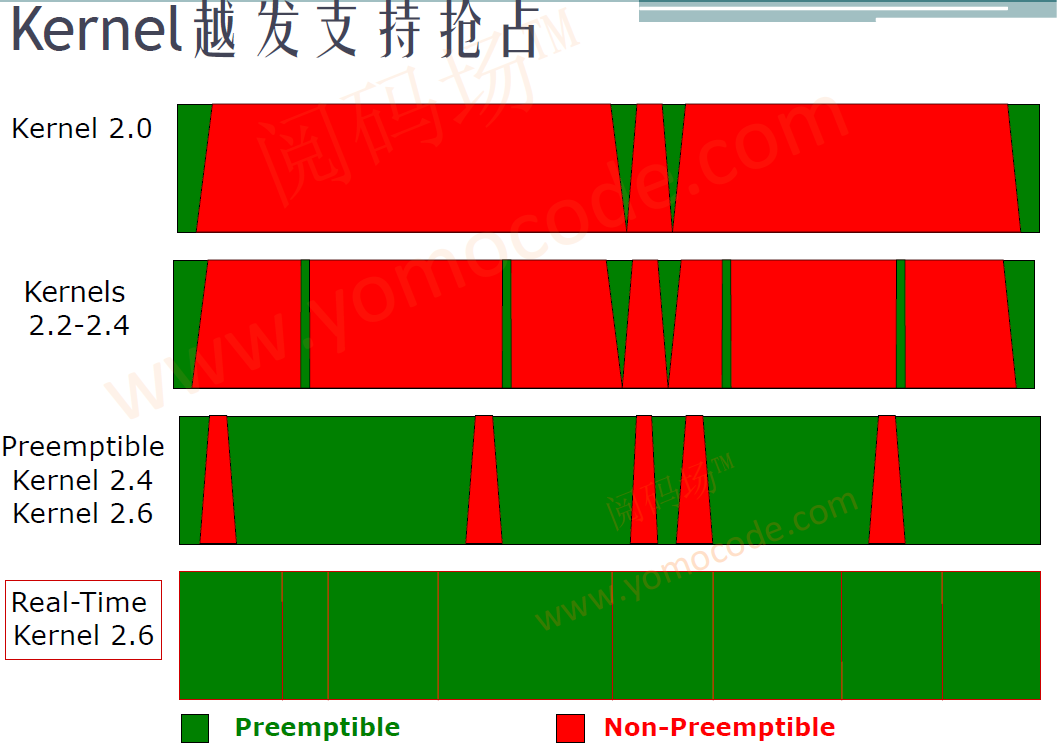 Kernel越发支持抢占
Kernel 2.0
Kernels
2.2-2.4
Preemptible
Kernel 2.4
Kernel 2.6
Real-Time
Kernel 2.6
Preemptible
Non-Preemptible
阅码场™
www.yomocode.com
阅码场™
www.yomocode.com